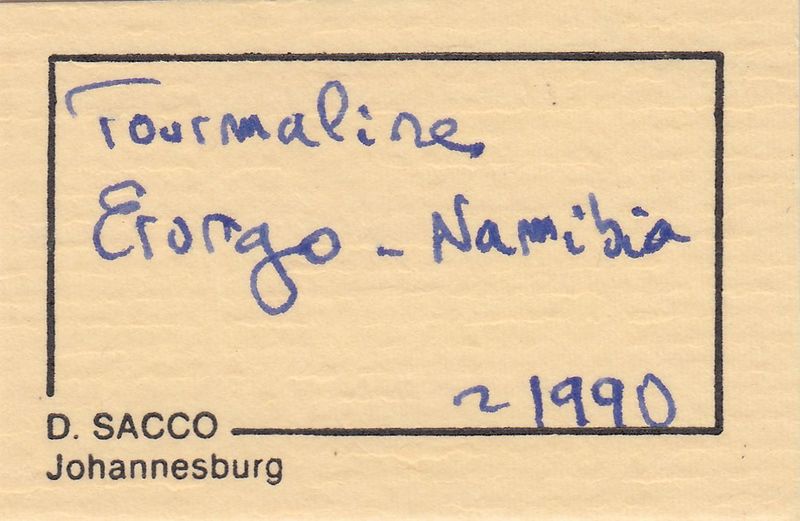 Tourmaline
Erongo - Namibia
~ 1990
D. SACCO
Johannesburg